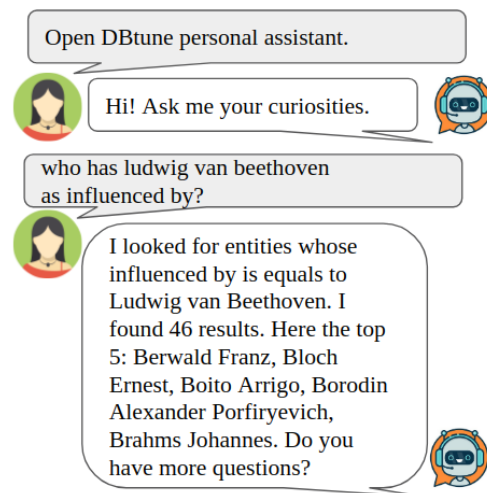 Open DBtune personal assistant.
Hi! Ask me your curiosities.
who has ludwig van beethoven
as influenced by?
I looked for entities whose
influenced by is equals to
Ludwig van Beethoven. I
found 46 results. Here the top
5: Berwald Franz, Bloch
Ernest, Boito Arrigo, Borodin
Alexander Porfiryevich,
Brahms Johannes. Do you
have more questions?